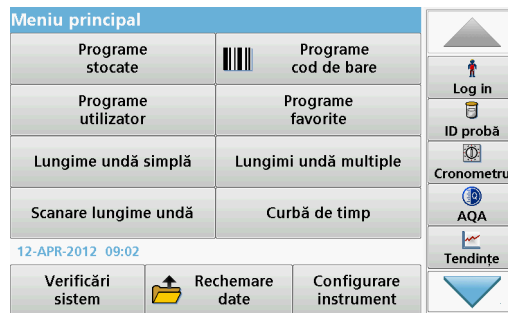 Meniu principal
Programe
stocate
Programe
cod de bare
Programe
utilizator
Programe
favorite
Lungime undă simplă
Lungimi undă multiple
Scanare lungime undă
Curbă de timp
12-APR-2012 09:02
Verificări
sistem
Rechemare
date
Configurare
instrument
Log in
ID probă
Cronometru
AQA
Tendințe